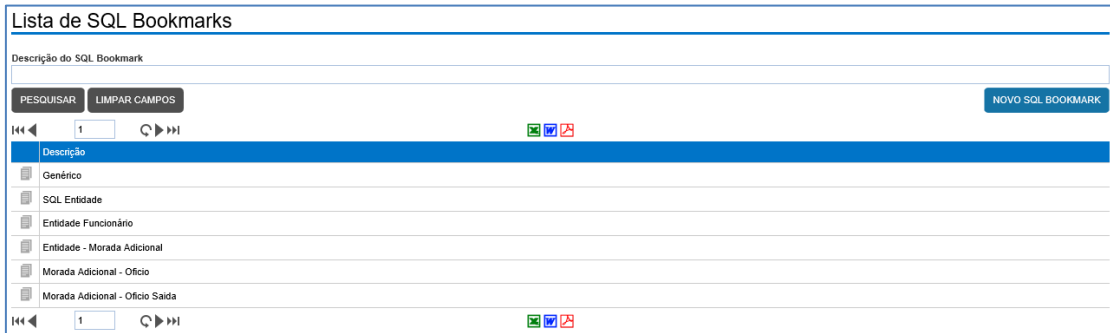 Lista de SQL Bookmarks
Descrição do SQL Bookmark
PESQUISAR LIMPAR CAMPOS NOVO SQL BOOKMARK
1
Descrição
Genérico
SQL Entidade
Entidade Funcionário
Entidade - Morada Adicional
Morada Adicional - Oficio
Morada Adicional - Oficio Saida
1